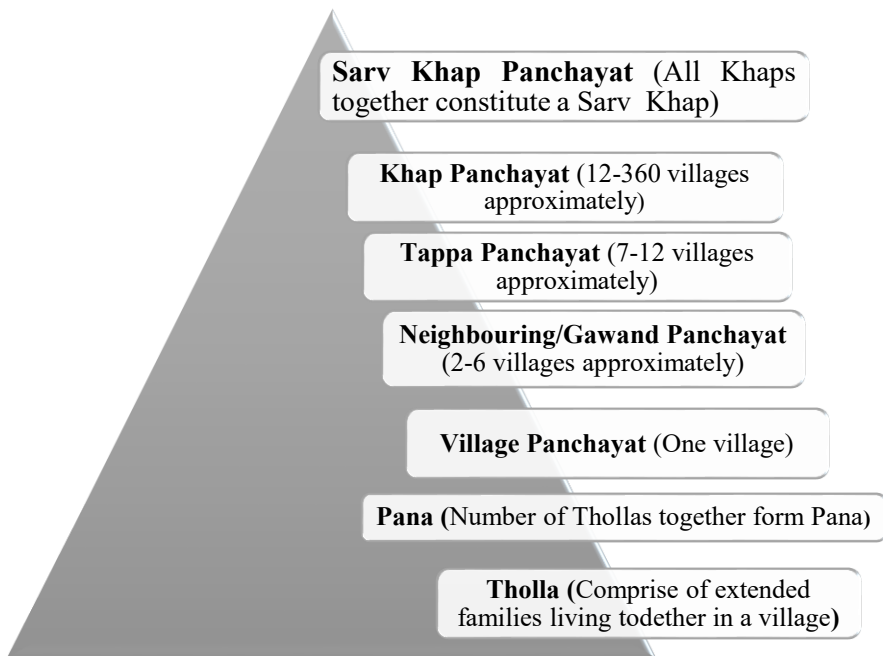 Sarv Khap Panchayat (All Khaps
together constitute a Sarv Khap)
Khap Panchayat (12-360 villages
approximately)
Tappa Panchayat (7-12 villages
approximately)
Neighbouring/Gawand Panchayat
(2-6 villages approximately)
Village Panchayat (One village)
Pana (Number of Thollas together form Pana)
Tholla (Comprise of extended
families living todether in a village)